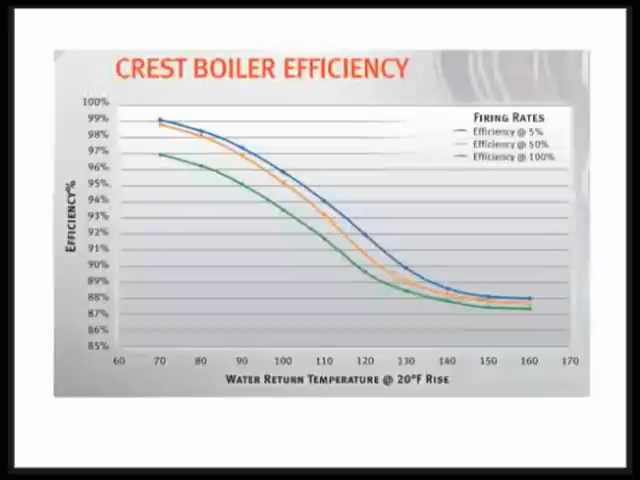 CREST BOILER EFFICIENCY
100%
99%
98%
97%
96%
95%
94%
93%
92%
91%
90%
89%
88%
87%
86%
85%
EFFICIENCY%
FIRING RATES
Efficiency @ 5%
Efficiency @ 50%
Efficiency @ 100%
60 70 80 90 100 110 120 130 140 150 160 170
WATER RETURN TEMPERATURE @ 20°F RISE